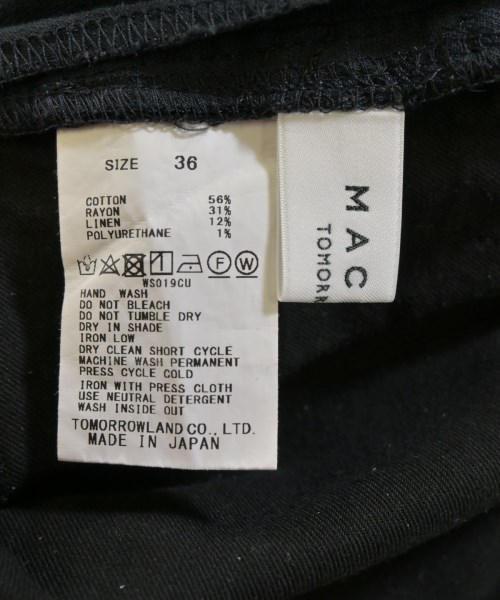 SIZE 36
COTTON 56%
RAYON 31%
LINEN 12%
POLYURETHANE 1%
F W
WS019CU
HAND WASH
DO NOT BLEACH
DO NOT TUMBLE DRY
DRY IN SHADE
IRON LOW
DRY CLEAN SHORT CYCLE
MACHINE WASH PERMANENT
PRESS CYCLE COLD
IRON WITH PRESS CLOTH
USE NEUTRAL DETERGENT
WASH INSIDE OUT
TOMORROWLAND CO., LTD.
MADE IN JAPAN
MAC
TOMORR